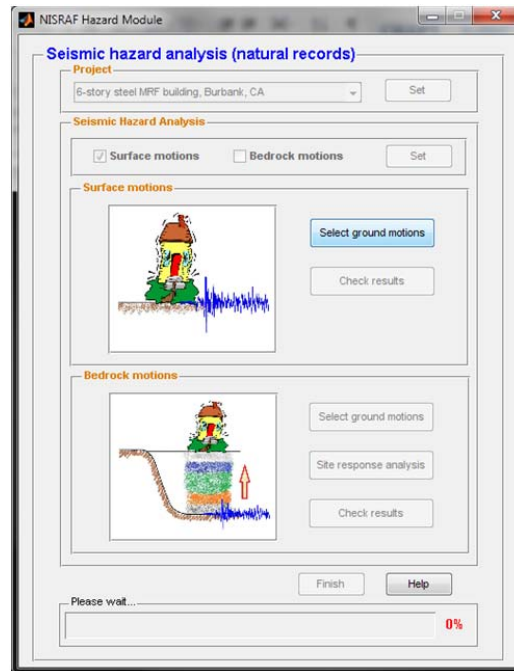 NISRAF Hazard Module
Seismic hazard analysis (natural records)
Project
6-story steel MRF building, Burbank, CA
Set
Seismic Hazard Analysis
Surface motions
Bedrock motions
Set
Surface motions
Select ground motions
Check results
Bedrock motions
Select ground motions
Site response analysis
Check results
Finish
Help
Please wait...
0%